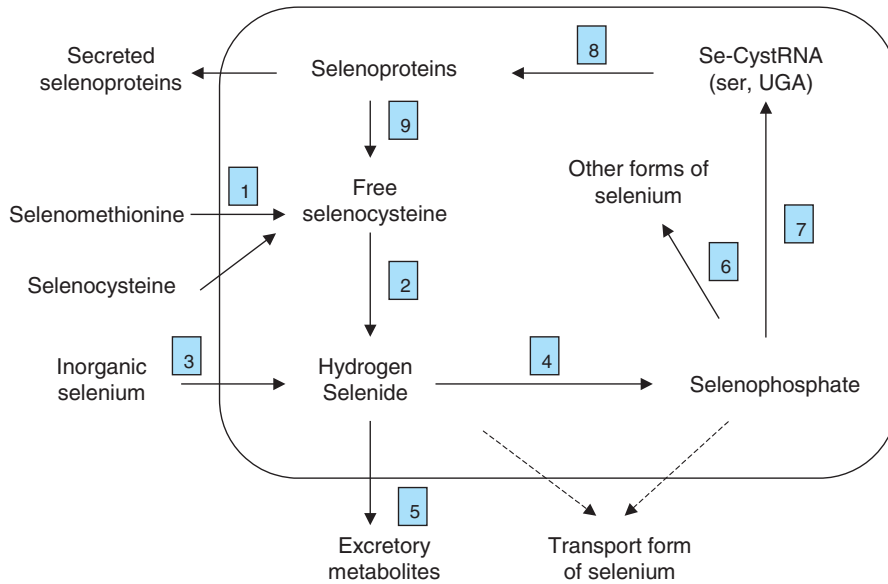 Secreted
selenoproteins
Selenoproteins
8
Se-CystRNA
(ser, UGA)
9
Other forms of
selenium
1
Selenomethionine
Free
selenocysteine
7
6
Selenocysteine
2
Inorganic
selenium
3
Hydrogen
Selenide
4
Selenophosphate
5
Excretory
metabolites
Transport form
of selenium